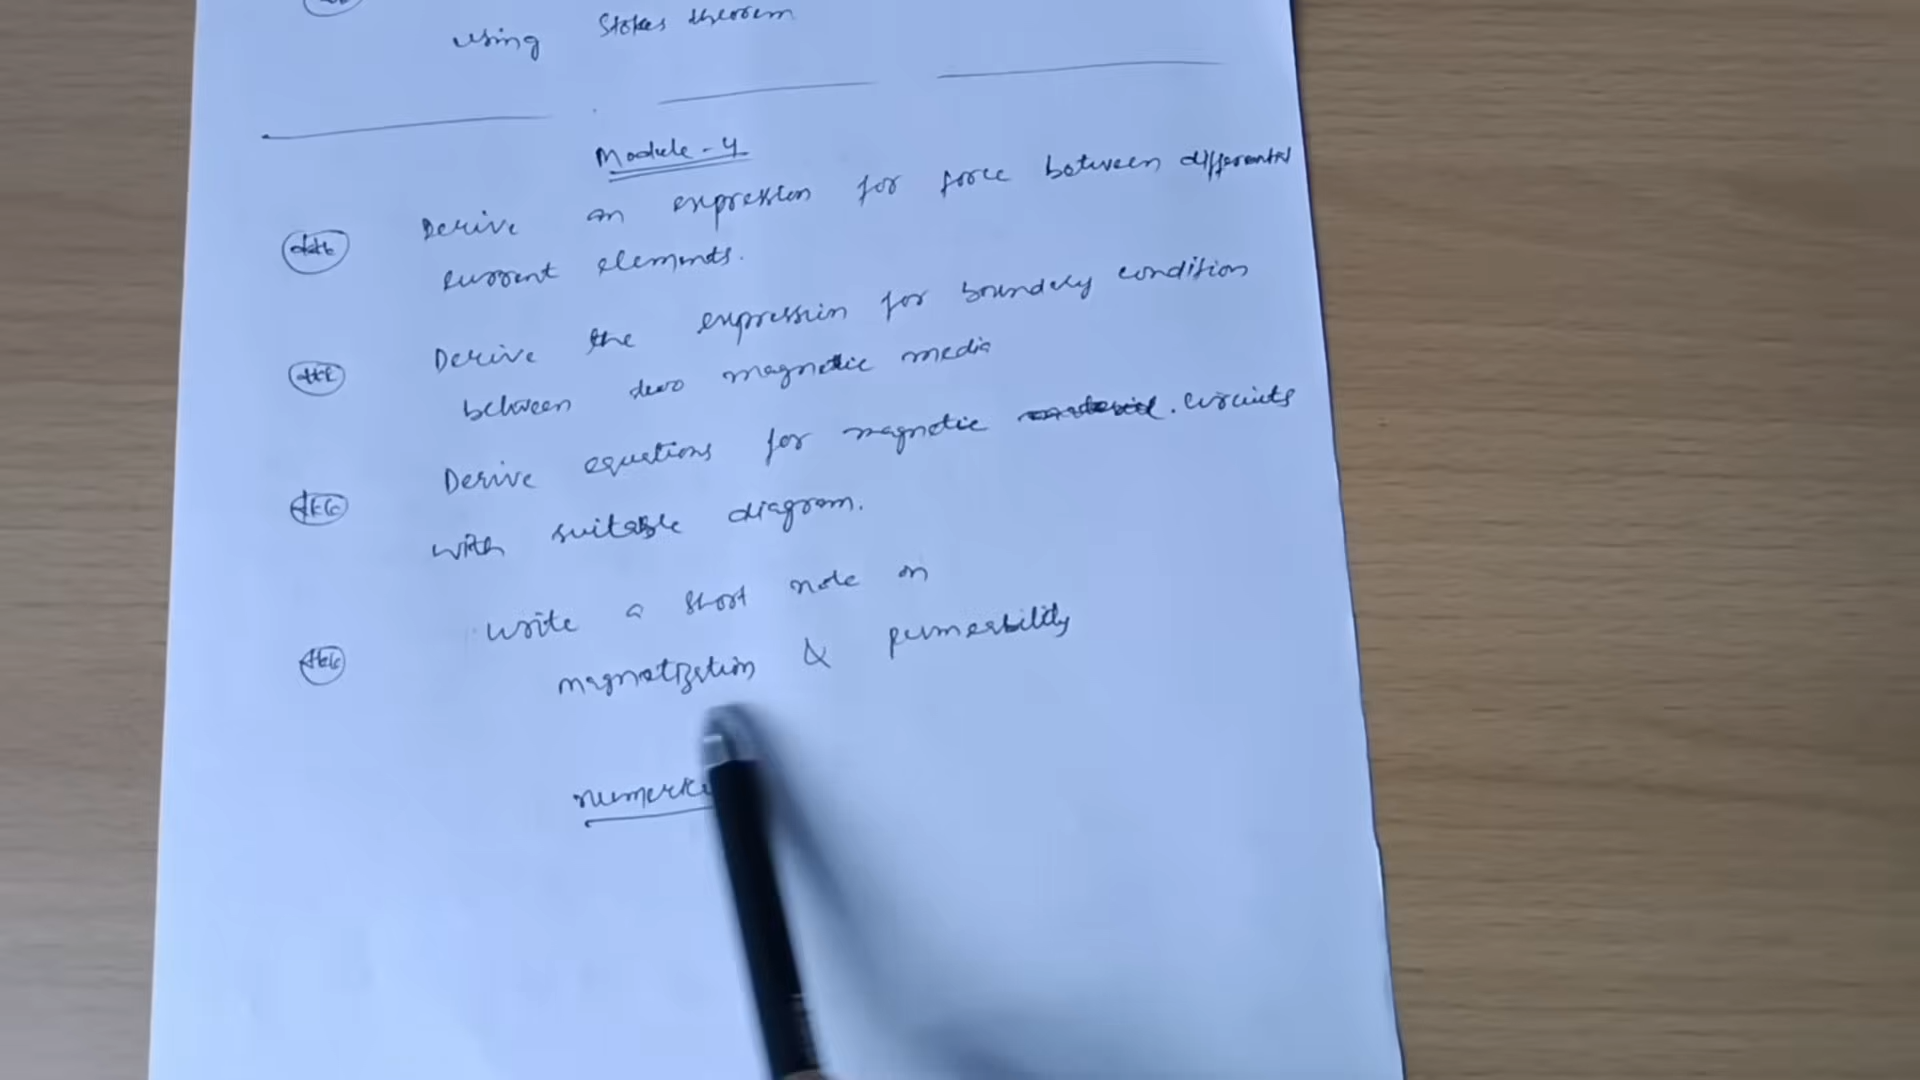 using Stokes theorem
Module-4
Derive an expression for force between differential
current elements.
Derive the expression for boundary condition
between two magnetic media
Derive equations for magnetic circuits
with suitable diagram.
Write a short note on
magnetization & permeability